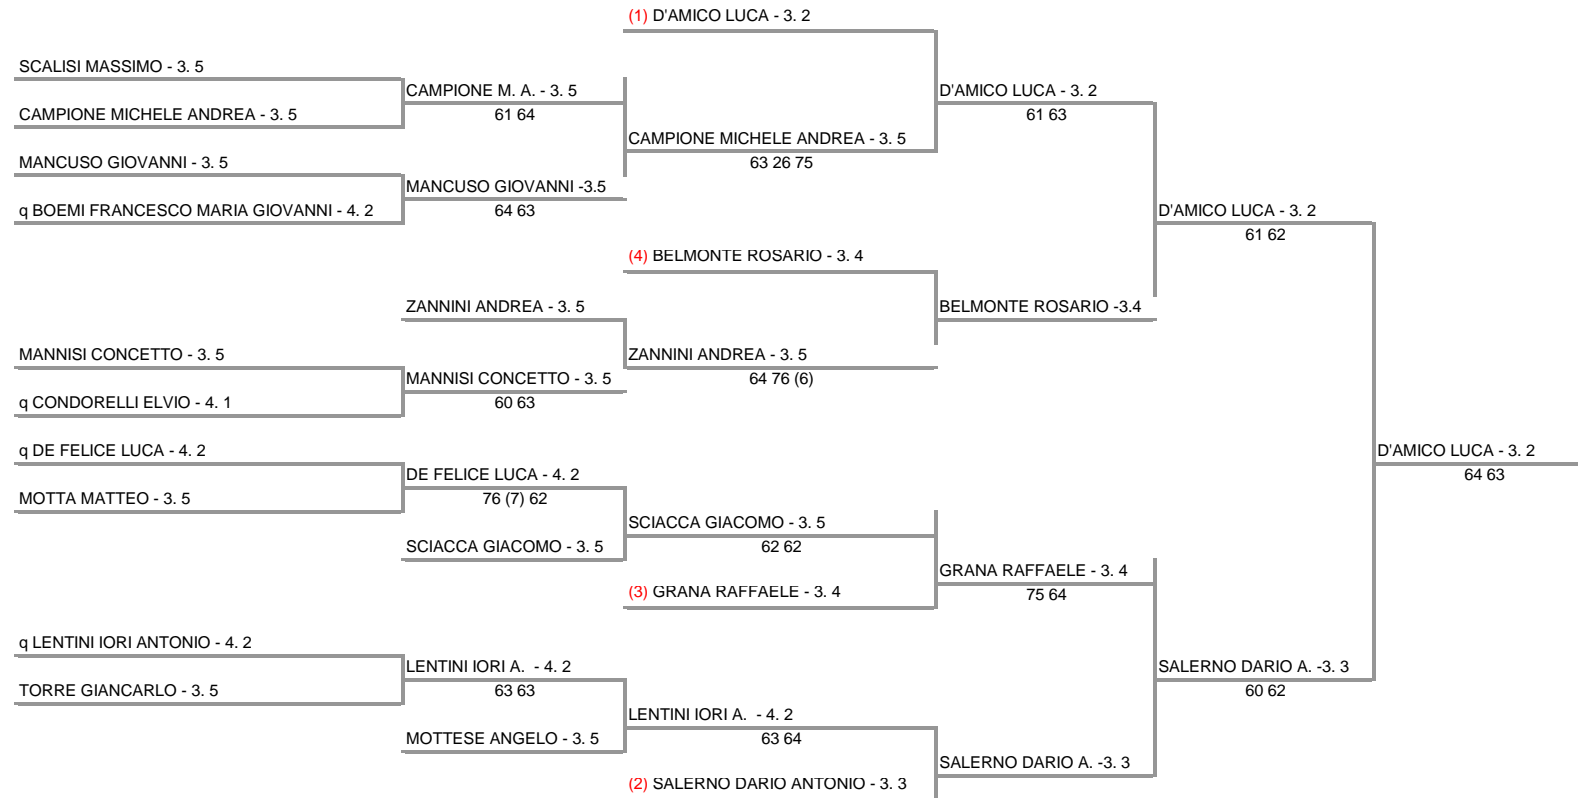 (1) D'AMICO LUCA - 3. 2
SCALISI MASSIMO - 3. 5
CAMPIONE M. A. - 3. 5
61 64
D'AMICO LUCA - 3. 2
61 63
CAMPIONE MICHELE ANDREA - 3. 5
CAMPIONE MICHELE ANDREA - 3. 5
63 26 75
MANCUSO GIOVANNI - 3. 5
MANCUSO GIOVANNI -3.5
64 63
q BOEMI FRANCESCO MARIA GIOVANNI - 4. 2
D'AMICO LUCA - 3. 2
61 62
(4) BELMONTE ROSARIO - 3. 4
ZANNINI ANDREA - 3. 5
BELMONTE ROSARIO -3.4
MANNISI CONCETTO - 3. 5
ZANNINI ANDREA - 3. 5
64 76 (6)
MANNISI CONCETTO - 3. 5
60 63
q CONDORELLI ELVIO - 4. 1
q DE FELICE LUCA - 4. 2
D'AMICO LUCA - 3. 2
64 63
DE FELICE LUCA - 4. 2
76 (7) 62
MOTTA MATTEO - 3. 5
SCIACCA GIACOMO - 3. 5
62 62
SCIACCA GIACOMO - 3. 5
GRANA RAFFAELE - 3. 4
75 64
(3) GRANA RAFFAELE - 3. 4
q LENTINI IORI ANTONIO - 4. 2
LENTINI IORI A.  - 4. 2
63 63
SALERNO DARIO A. -3. 3
60 62
TORRE GIANCARLO - 3. 5
LENTINI IORI A.  - 4. 2
63 64
MOTTESE ANGELO - 3. 5
SALERNO DARIO A. -3. 3
(2) SALERNO DARIO ANTONIO - 3. 3